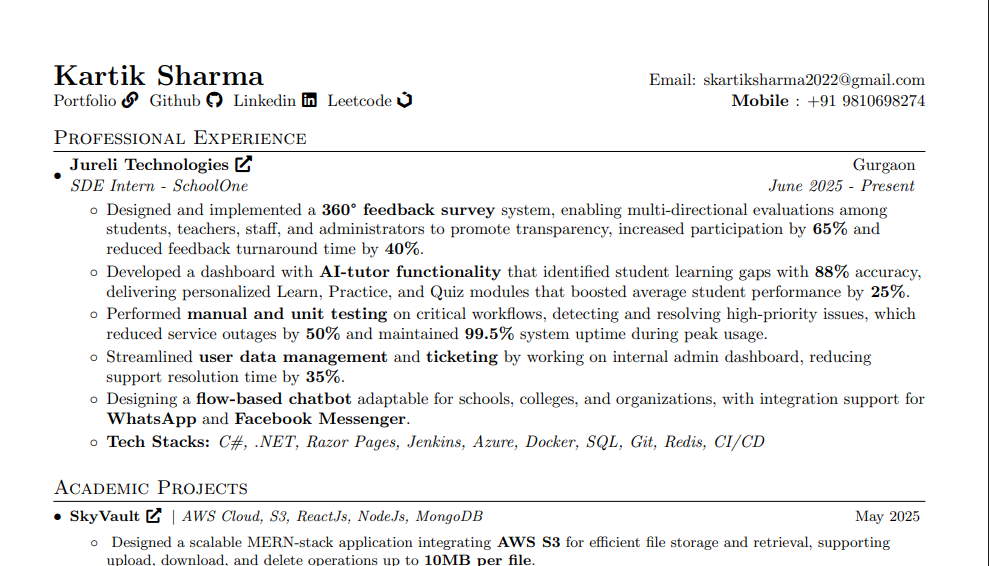 Kartik Sharma
Email: skartiksharma2022@gmail.com
Portfolio Github Linkedin Leetcode
Mobile : +91 9810698274
Professional Experience
• Jureli Technologies
Gurgaon
SDE Intern - SchoolOne
June 2025 - Present
◦ Designed and implemented a 360° feedback survey system, enabling multi-directional evaluations among
students, teachers, staff, and administrators to promote transparency, increased participation by 65% and
reduced feedback turnaround time by 40%.
◦ Developed a dashboard with AI-tutor functionality that identified student learning gaps with 88% accuracy,
delivering personalized Learn, Practice, and Quiz modules that boosted average student performance by 25%.
◦ Performed manual and unit testing on critical workflows, detecting and resolving high-priority issues, which
reduced service outages by 50% and maintained 99.5% system uptime during peak usage.
◦ Streamlined user data management and ticketing by working on internal admin dashboard, reducing
support resolution time by 35%.
◦ Designing a flow-based chatbot adaptable for schools, colleges, and organizations, with integration support for
WhatsApp and Facebook Messenger.
◦ Tech Stacks: C#, .NET, Razor Pages, Jenkins, Azure, Docker, SQL, Git, Redis, CI/CD
Academic Projects
• SkyVault | AWS Cloud, S3, ReactJs, NodeJs, MongoDB
May 2025
◦ Designed a scalable MERN-stack application integrating AWS S3 for efficient file storage and retrieval, supporting
upload, download, and delete operations up to 10MB per file.